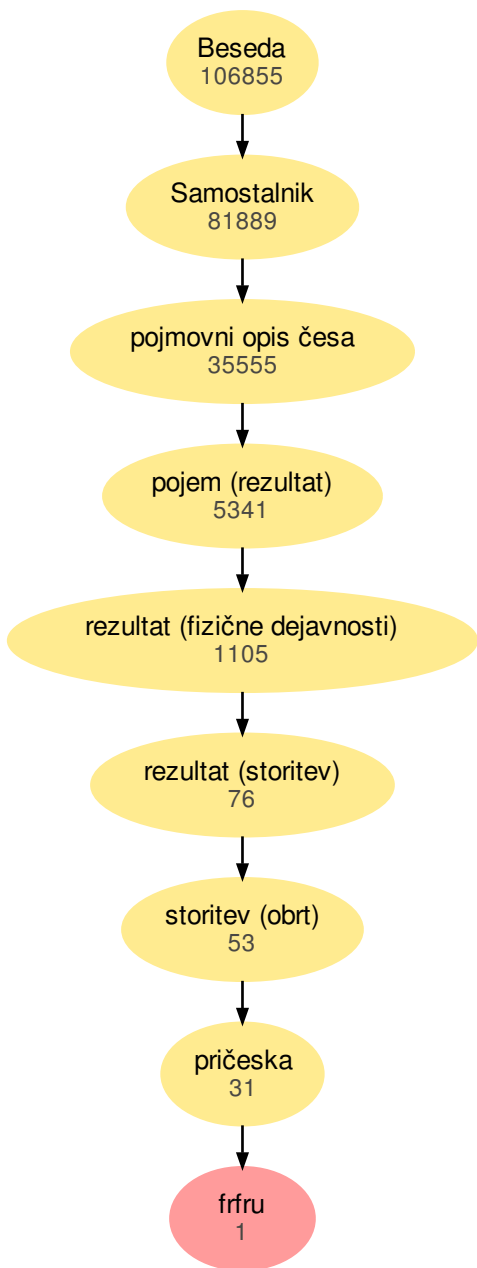 Beseda
106855
Samostalnik
81889
pojmovni opis česa
35555
pojem (rezultat)
5341
rezultat (fizične dejavnosti)
1105
rezultat (storitev)
76
storitev (obrt)
53
pričeska
31
frfru
1